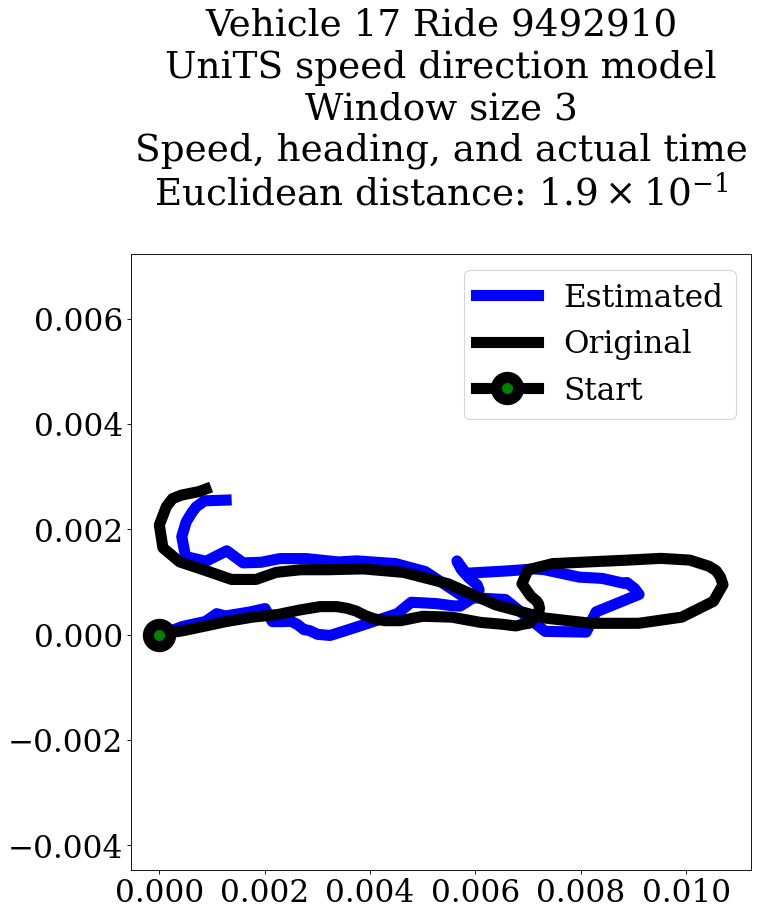 Vehicle 17 Ride 9492910
UniTS speed direction model
Window size 3
Speed, heading, and actual time
Euclidean distance: 1.9 × 10⁻¹
Estimated
Original
Start
0.006
0.004
0.002
0.000
−0.002
−0.004
0.000 0.002 0.004 0.006 0.008 0.010